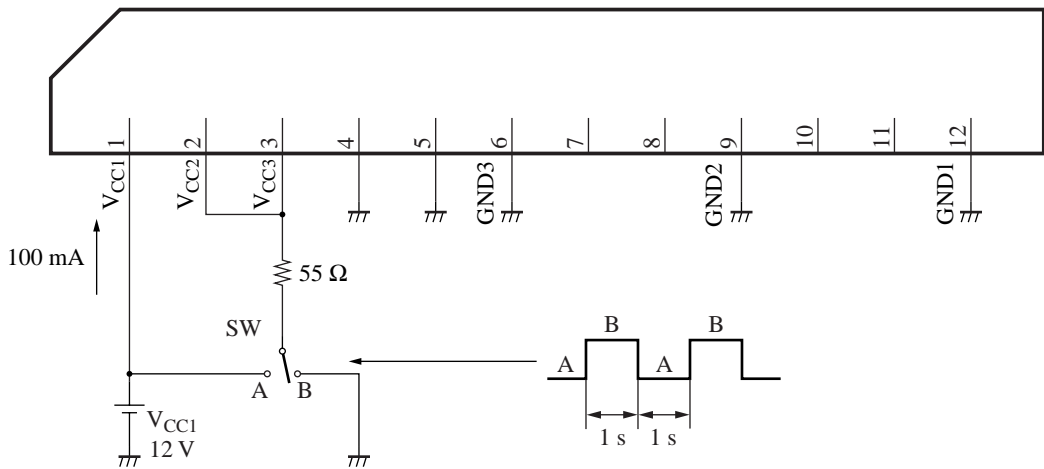 1 2 3 4 5 6 7 8 9 10 11 12
VCC1 VCC2 VCC3 GND3 GND2 GND1
100 mA
55 Ω
SW
B B
A A
A B
VCC1
12 V
1 s 1 s